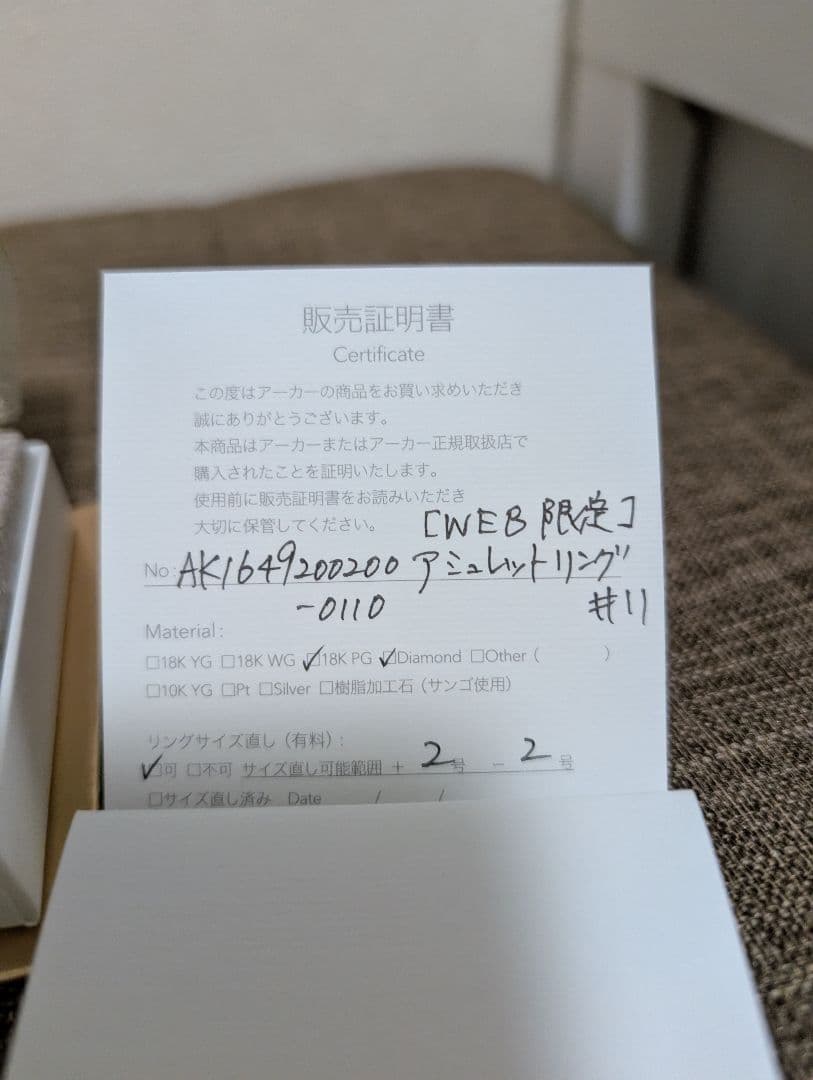 販売証明書
Certificate
この度はアーカーの商品をお買い求めいただき
誠にありがとうございます。
本商品はアーカーまたはアーカー正規取扱店で
購入されたことを証明いたします。
使用前に販売証明書をお読みいただき
大切に保管してください。
[WEB 限定]
No: AK1649200200 アミュレットリング
-0110 #11
Material:
□18K YG □18K WG ☑18K PG ☑Diamond □Other ( )
□10K YG □Pt □Silver □樹脂加工石（サンゴ使用）
リングサイズ直し（有料）:
☑可 □不可 サイズ直し可能範囲 + 2号 - 2号
□サイズ直し済み Date / /